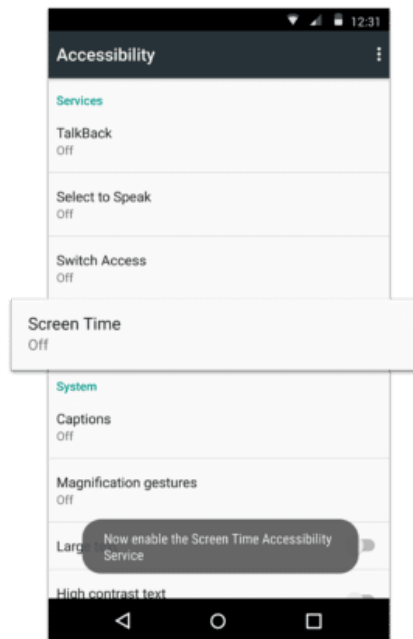 12:31
Accessibility
Services
TalkBack
Off
Select to Speak
Off
Switch Access
Off
Screen Time
Off
System
Captions
Off
Magnification gestures
Off
Large
Now enable the Screen Time Accessibility
Service
High contrast text